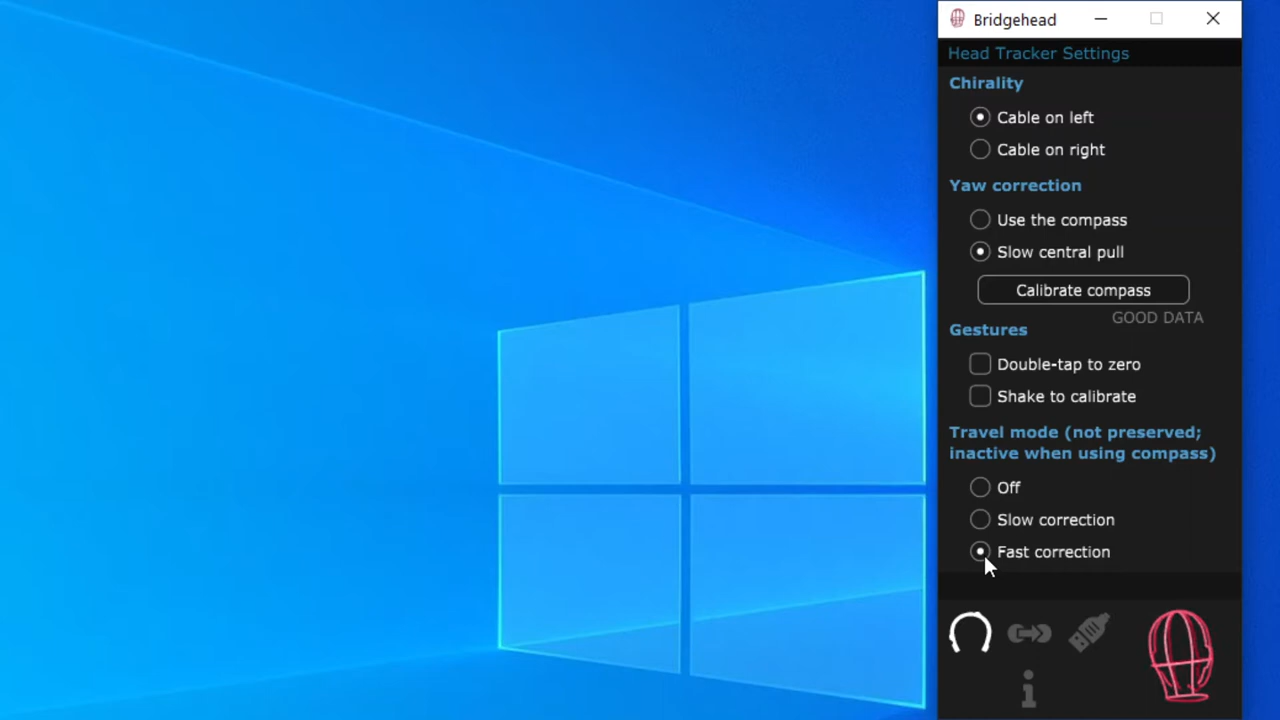 Bridgehead
Head Tracker Settings
Chirality
Cable on left
Cable on right
Yaw correction
Use the compass
Slow central pull
Calibrate compass
GOOD DATA
Gestures
Double-tap to zero
Shake to calibrate
Travel mode (not preserved;
inactive when using compass)
Off
Slow correction
Fast correction